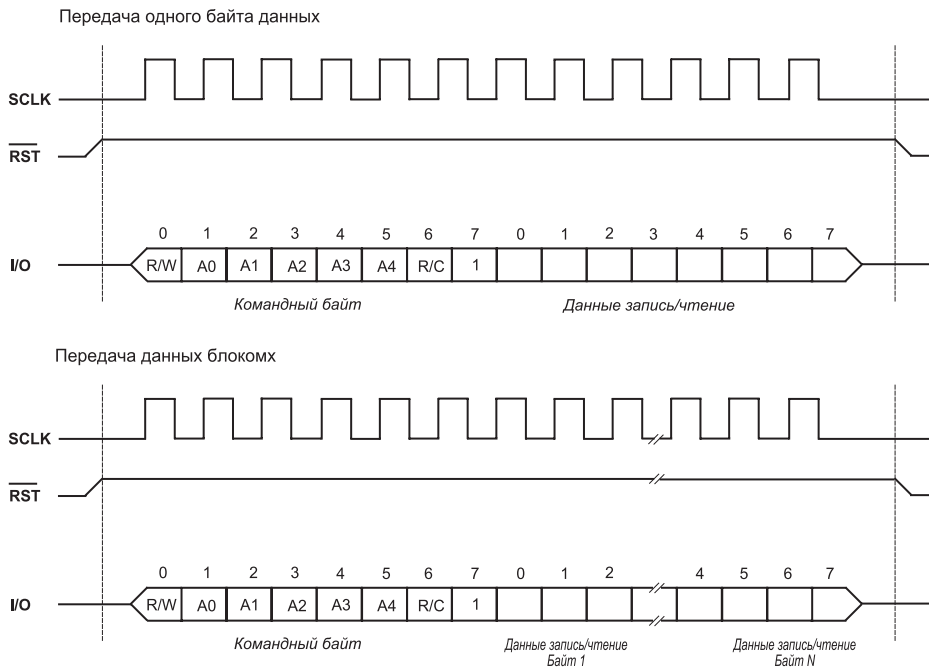 Передача одного байта данных
SCLK
RST
0 1 2 3 4 5 6 7 0 1 2 3 4 5 6 7
I/O R/W A0 A1 A2 A3 A4 R/C 1
Командный байт Данные запись/чтение
Передача данных блокомх
SCLK
RST
0 1 2 3 4 5 6 7 0 1 2 4 5 6 7
I/O R/W A0 A1 A2 A3 A4 R/C 1
Командный байт Данные запись/чтение Данные запись/чтение
Байт 1 Байт N